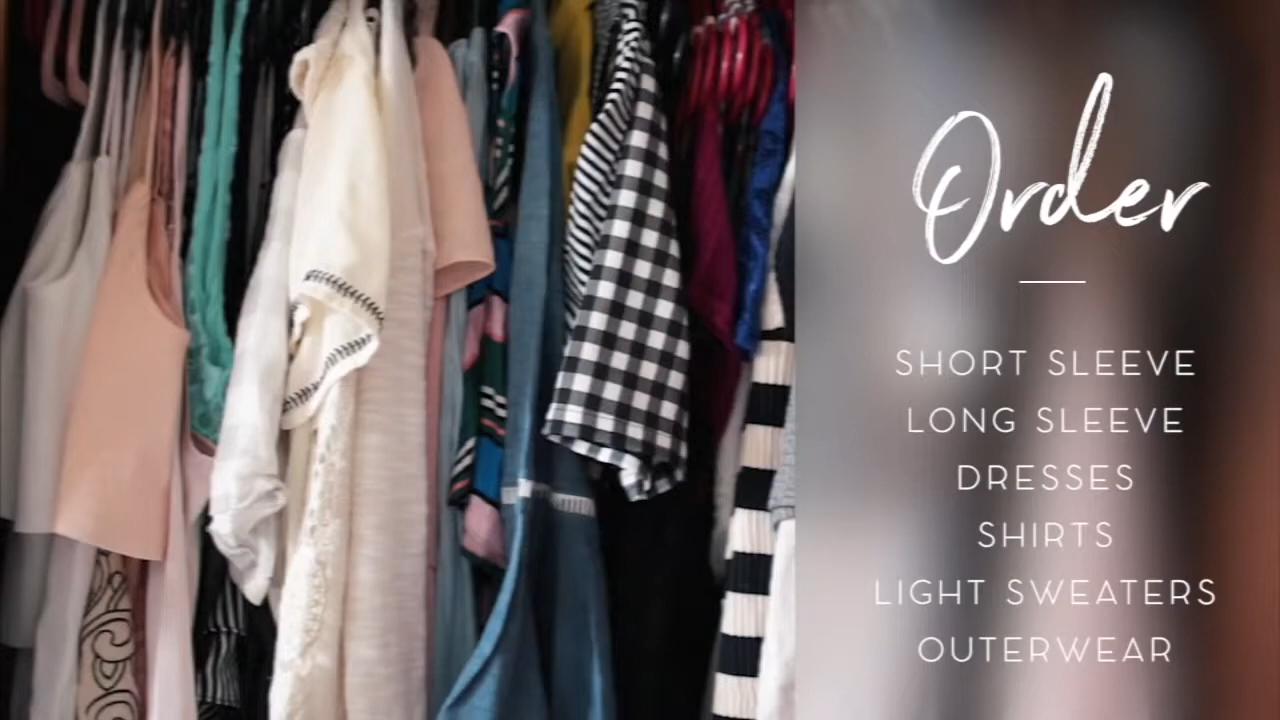 Order
SHORT SLEEVE
LONG SLEEVE
DRESSES
SHIRTS
LIGHT SWEATERS
OUTERWEAR